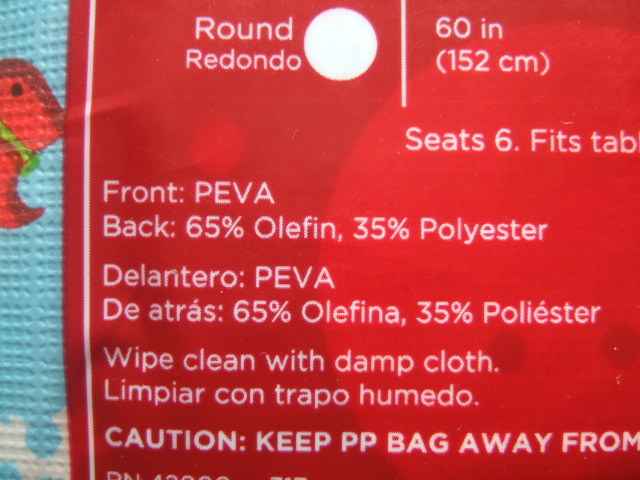 Round 60 in
Redondo (152 cm)
Seats 6. Fits
Front: PEVA
Back: 65% Olefin, 35% Polyester
Delantero: PEVA
De atrás: 65% Olefina, 35% Poliéster
Wipe clean with damp cloth.
Limpiar con trapo humedo.
CAUTION: KEEP PP BAG AWAY FROM